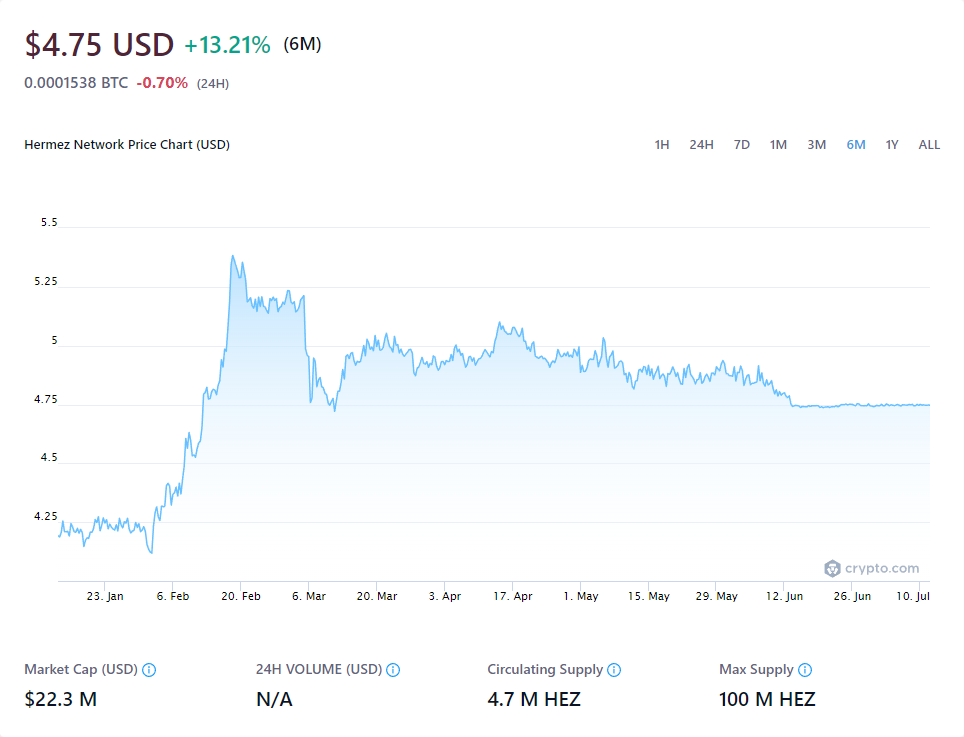 $4.75 USD +13.21% (6M)
0.0001538 BTC -0.70% (24H)
Hermez Network Price Chart (USD) 1H 24H 7D 1M 3M 6M 1Y ALL
5.5
5.25
5
4.75
4.5
4.25
crypto.com
23. Jan 6. Feb 20. Feb 6. Mar 20. Mar 3. Apr 17. Apr 1. May 15. May 29. May 12. Jun 26. Jun 10. Jul
Market Cap (USD) 24H VOLUME (USD) Circulating Supply Max Supply
$22.3 M N/A 4.7 M HEZ 100 M HEZ